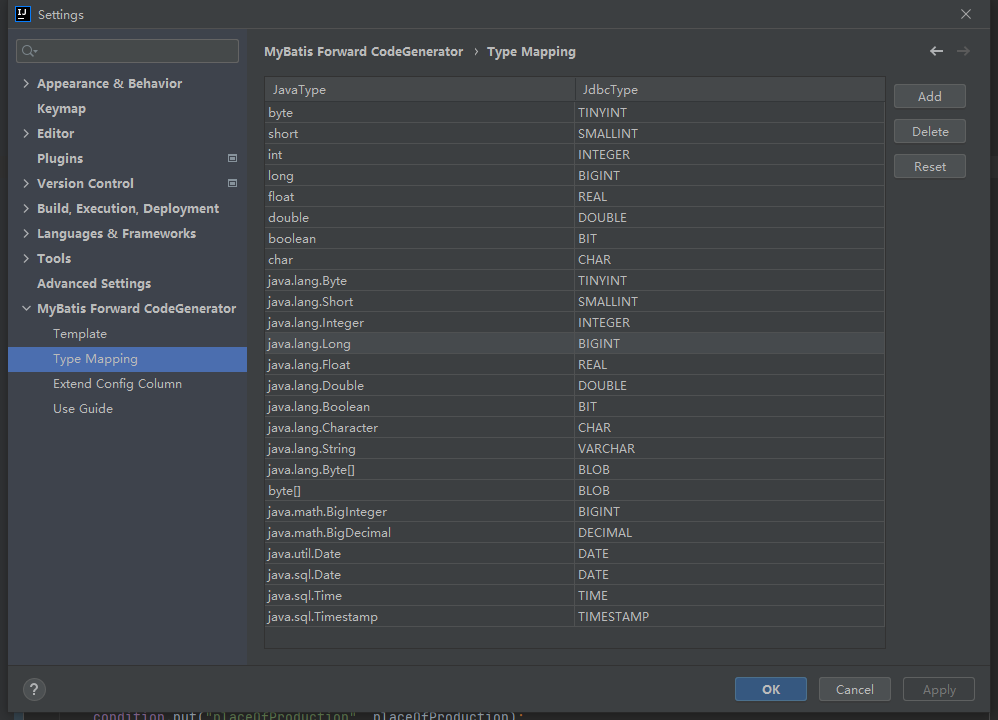 Settings
MyBatis Forward CodeGenerator › Type Mapping
Appearance & Behavior
Keymap
Editor
Plugins
Version Control
Build, Execution, Deployment
Languages & Frameworks
Tools
Advanced Settings
MyBatis Forward CodeGenerator
Template
Type Mapping
Extend Config Column
Use Guide
JavaType JdbcType
byte TINYINT
short SMALLINT
int INTEGER
long BIGINT
float REAL
double DOUBLE
boolean BIT
char CHAR
java.lang.Byte TINYINT
java.lang.Short SMALLINT
java.lang.Integer INTEGER
java.lang.Long BIGINT
java.lang.Float REAL
java.lang.Double DOUBLE
java.lang.Boolean BIT
java.lang.Character CHAR
java.lang.String VARCHAR
java.lang.Byte[] BLOB
byte[] BLOB
java.math.BigInteger BIGINT
java.math.BigDecimal DECIMAL
java.util.Date DATE
java.sql.Date DATE
java.sql.Time TIME
java.sql.Timestamp TIMESTAMP
Add
Delete
Reset
?
OK
Cancel
Apply
condition.put("placeOfProduction", placeOfProduction);